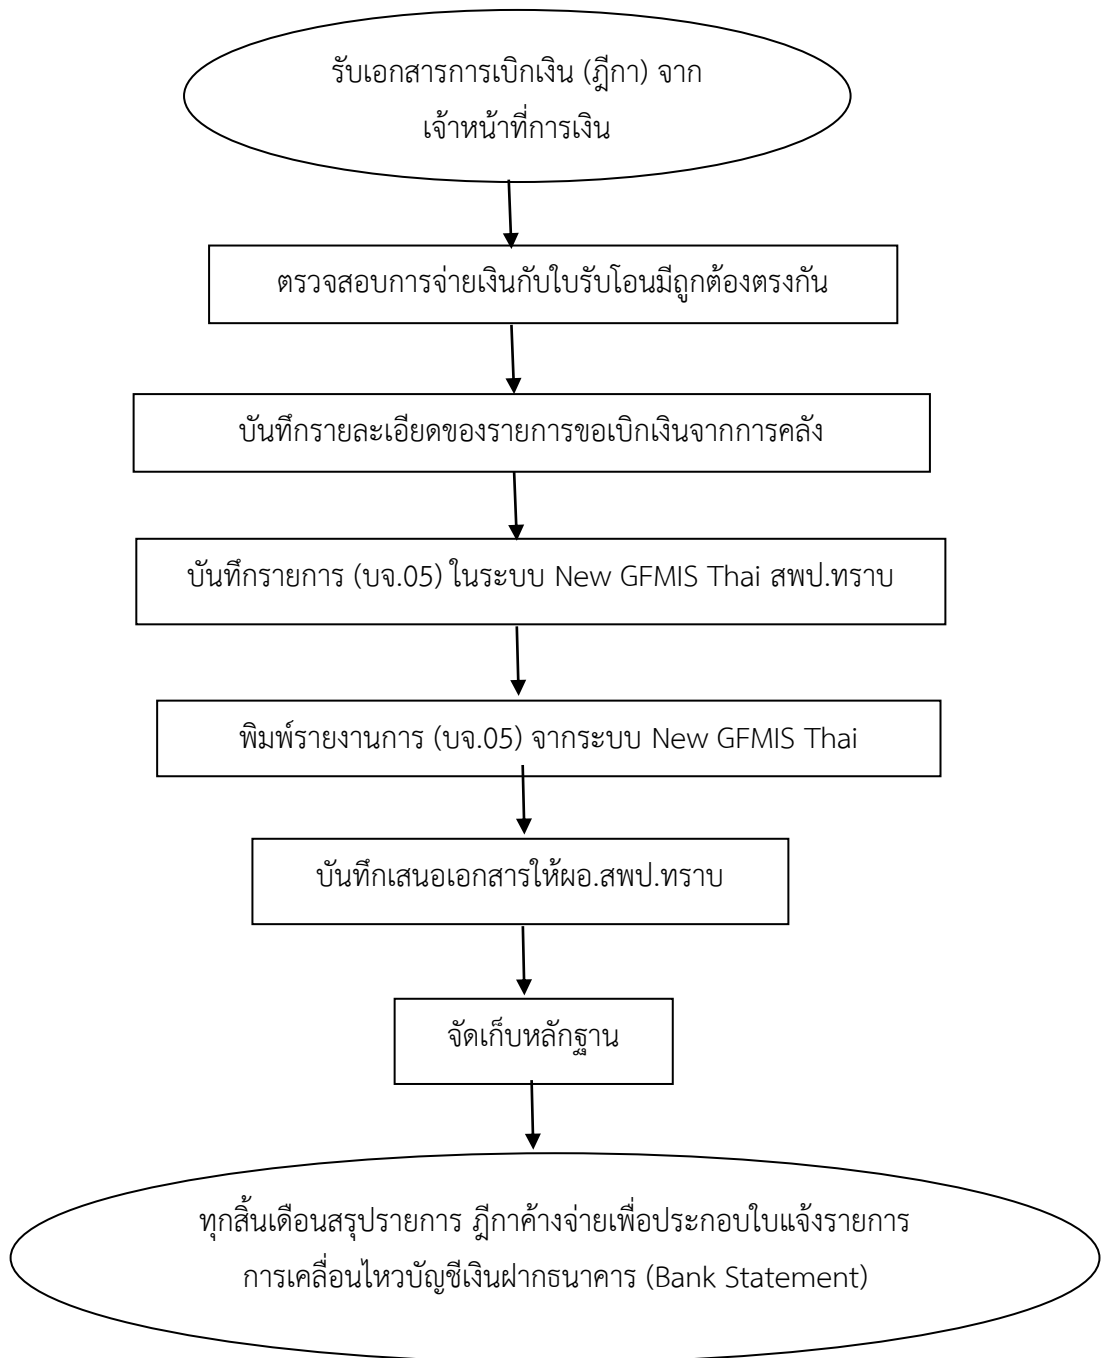 รับเอกสารการเบิกเงิน (ฎีกา) จาก
เจ้าหน้าที่การเงิน
ตรวจสอบการจ่ายเงินกับใบรับโอนมีถูกต้องตรงกัน
บันทึกรายละเอียดของรายการขอเบิกเงินจากการคลัง
บันทึกรายการ (บจ.05) ในระบบ New GFMIS Thai สพป.ทราบ
พิมพ์รายงานการ (บจ.05) จากระบบ New GFMIS Thai
บันทึกเสนอเอกสารให้ผอ.สพป.ทราบ
จัดเก็บหลักฐาน
ทุกสิ้นเดือนสรุปรายการ ฎีกาค้างจ่ายเพื่อประกอบใบแจ้งรายการ
การเคลื่อนไหวบัญชีเงินฝากธนาคาร (Bank Statement)